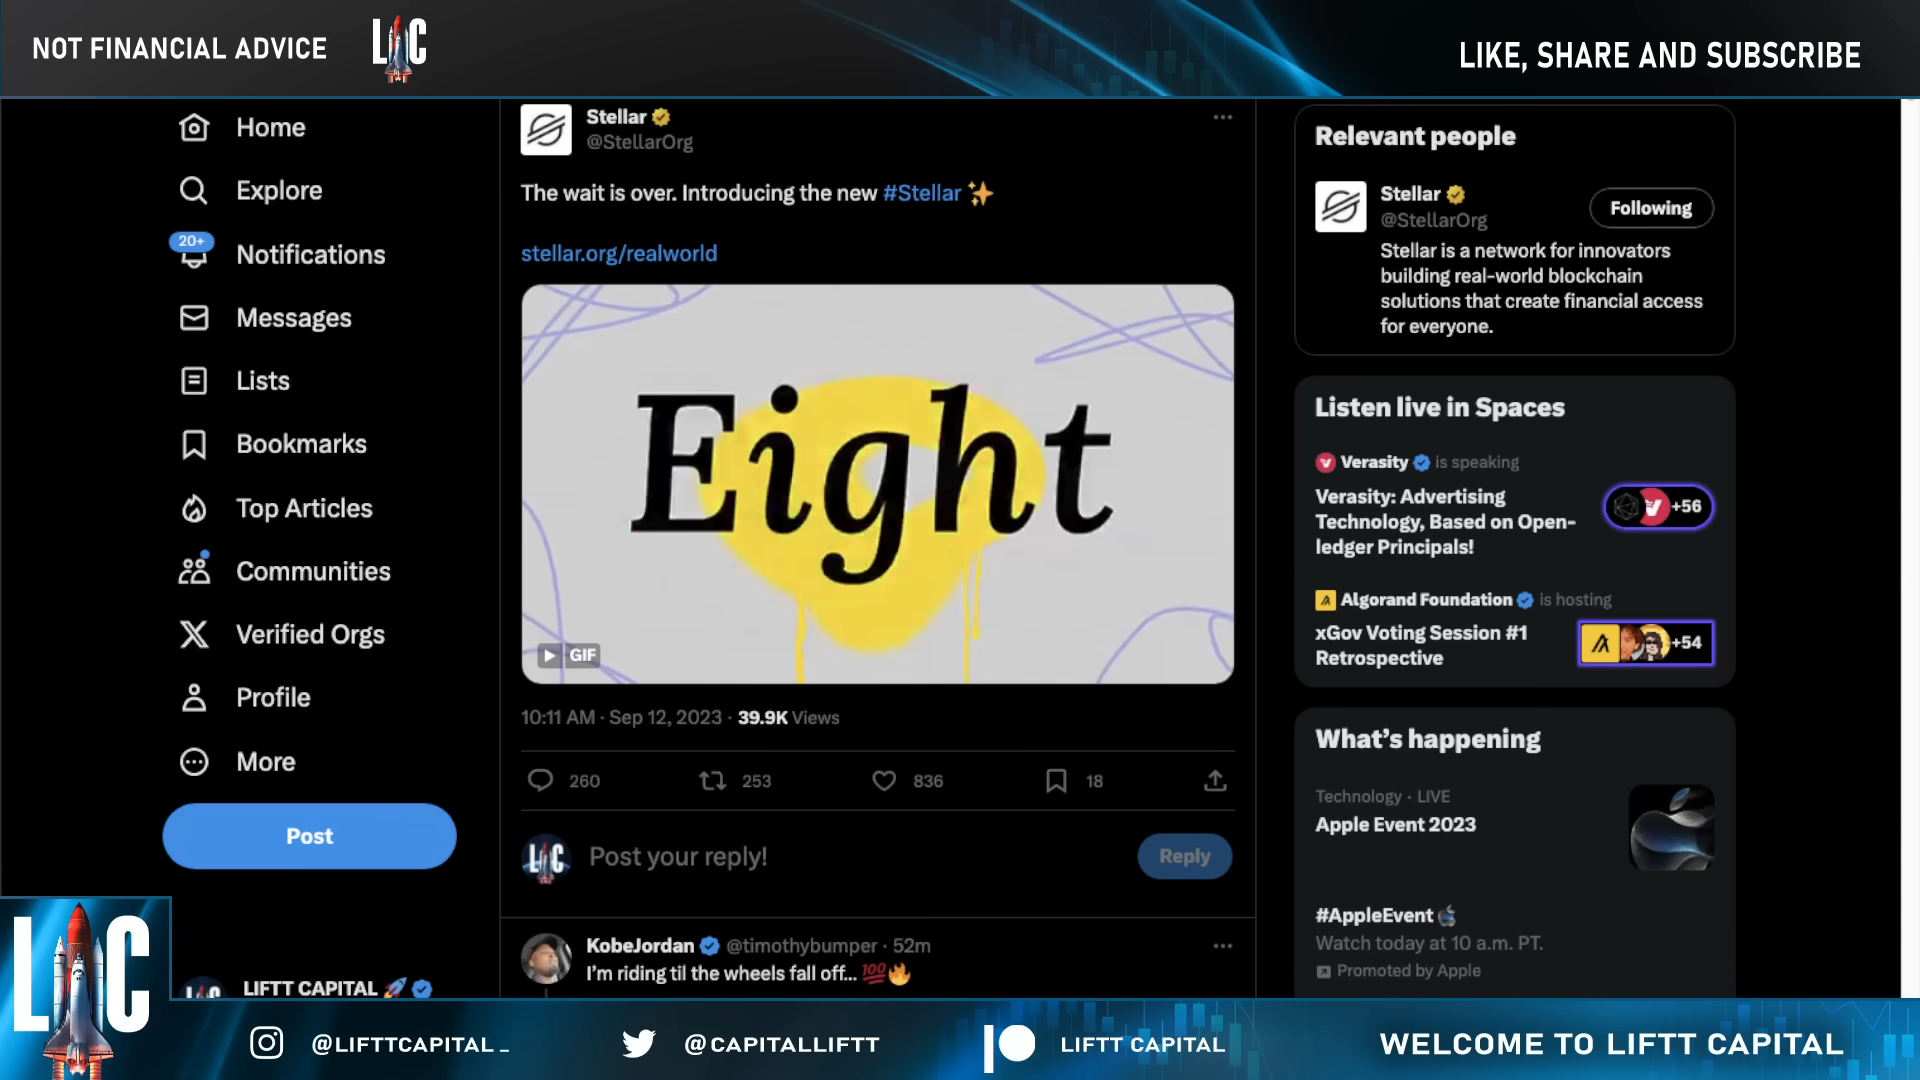 NOT FINANCIAL ADVICE
LC
LIKE, SHARE AND SUBSCRIBE
Home
Explore
20+
Notifications
Messages
Lists
Bookmarks
Top Articles
Communities
Verified Orgs
Profile
More
Post
LIFTT CAPITAL
Stellar
@StellarOrg
The wait is over. Introducing the new #Stellar ✨
stellar.org/realworld
Eight
GIF
10:11 AM · Sep 12, 2023 · 39.9K Views
260 253 836 18
LC
Post your reply!
Reply
KobeJordan @timothybumper · 52m
I'm riding til the wheels fall off... 💯🔥
Relevant people
Stellar
@StellarOrg
Following
Stellar is a network for innovators
building real-world blockchain
solutions that create financial access
for everyone.
Listen live in Spaces
Verasity is speaking
Verasity: Advertising
Technology, Based on Open-
ledger Principals!
+56
Algorand Foundation is hosting
xGov Voting Session #1
Retrospective
+54
What's happening
Technology · LIVE
Apple Event 2023
#AppleEvent
Watch today at 10 a.m. PT.
Promoted by Apple
LC
@LIFTTCAPITAL_
@CAPITALLIFTT
LIFTT CAPITAL
WELCOME TO LIFTT CAPITAL